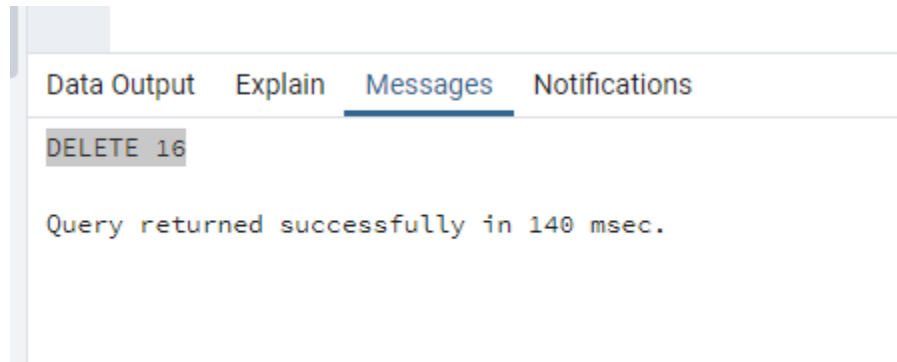 Data Output Explain Messages Notifications
DELETE 16
Query returned successfully in 140 msec.